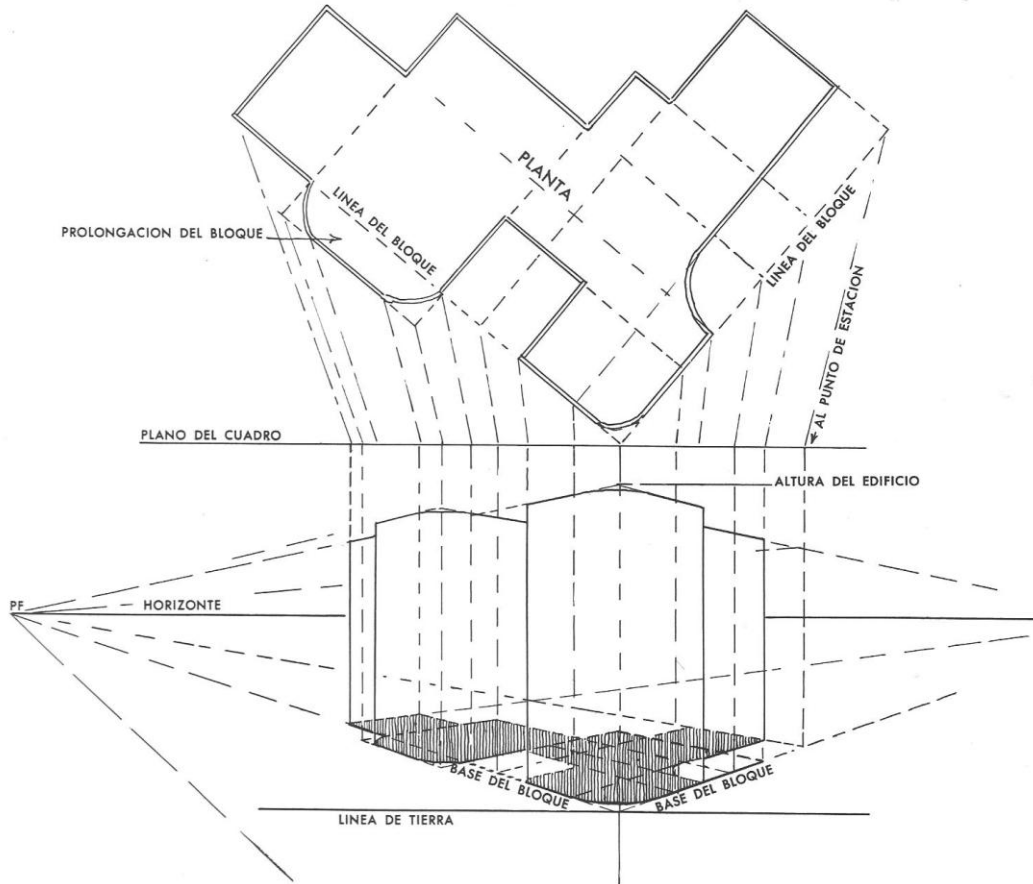 PLANTA
LINEA DEL BLOQUE
PROLONGACION DEL BLOQUE
LINEA DEL BLOQUE
AL PUNTO DE ESTACION
PLANO DEL CUADRO
ALTURA DEL EDIFICIO
PF
HORIZONTE
BASE DEL BLOQUE
BASE DEL BLOQUE
LINEA DE TIERRA